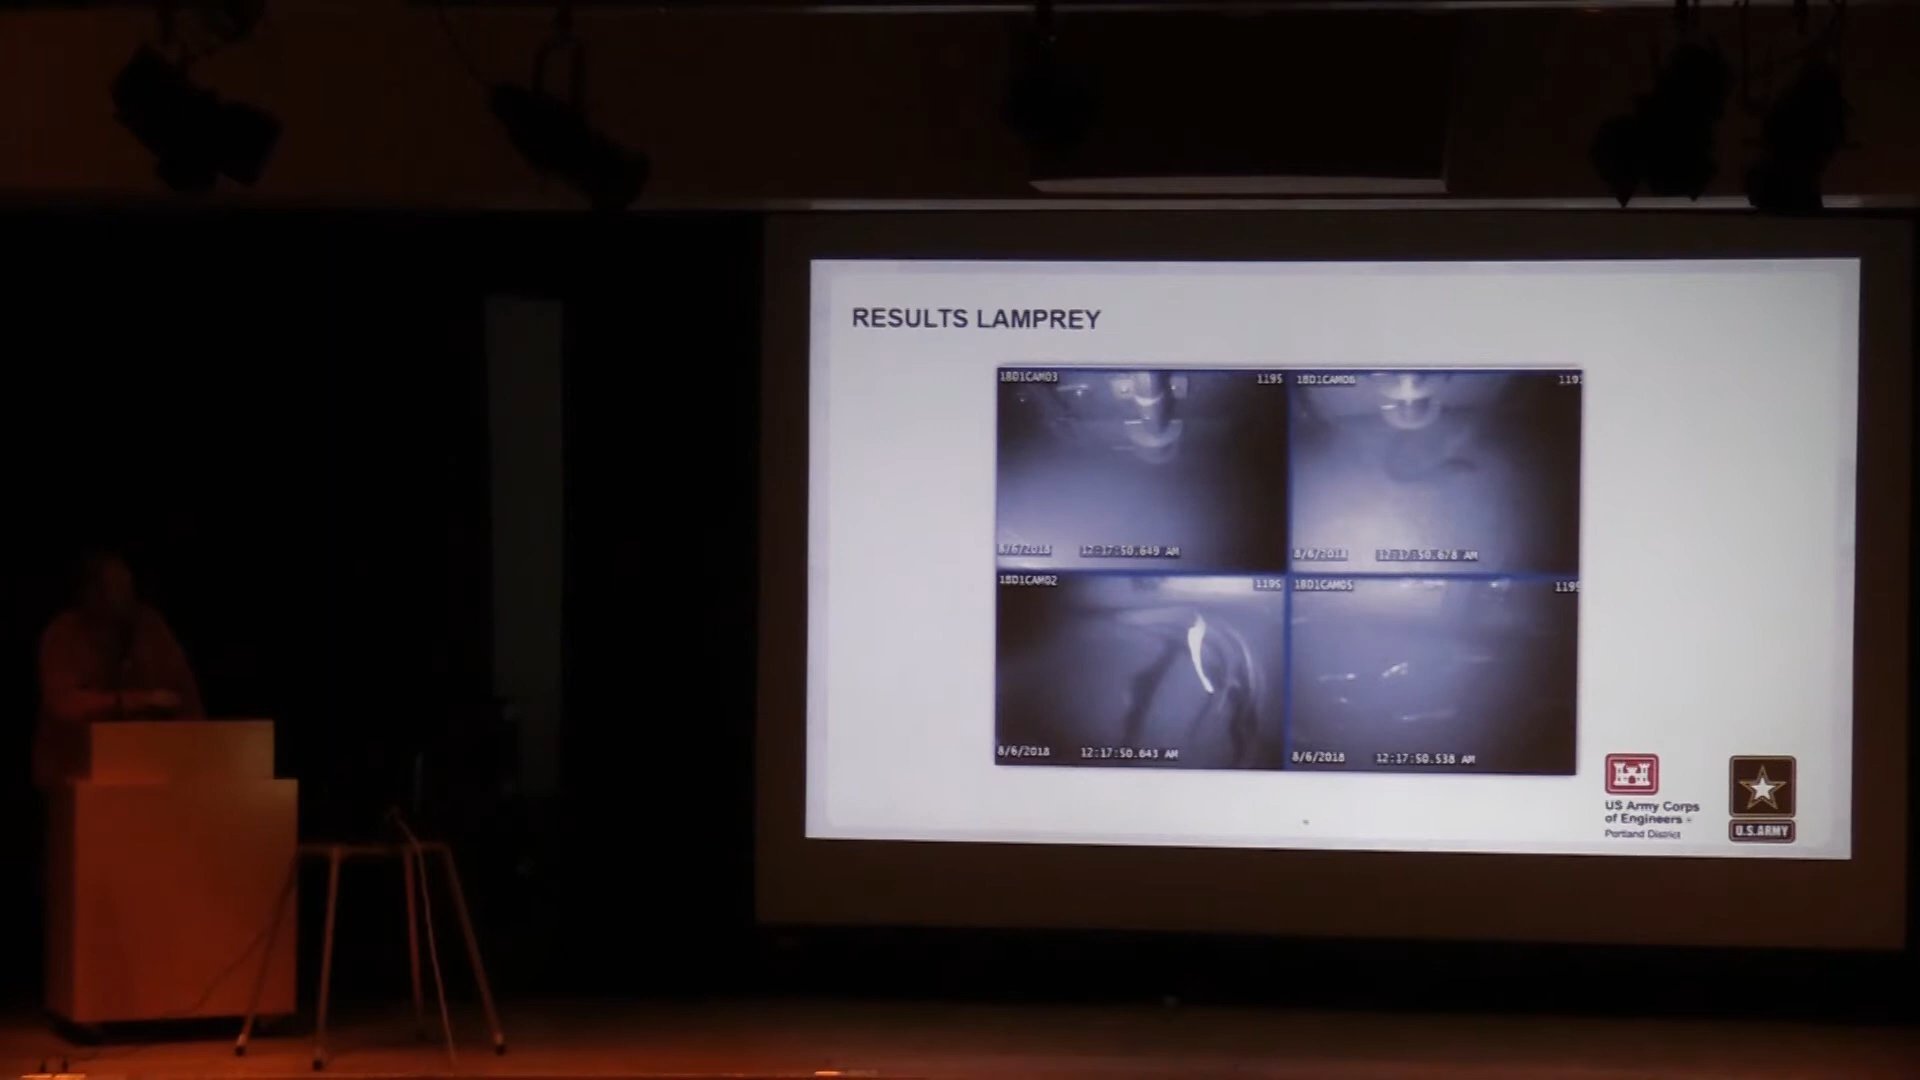 RESULTS LAMPREY
18D1CAM03 1195
18D1CAM06 119
8/6/2018 12:17:50.649 AM
8/6/2018 12:17:50.678 AM
18D1CAM02 1195
18D1CAM05 1195
8/6/2018 12:17:50.643 AM
8/6/2018 12:17:50.538 AM
US Army Corps
of Engineers
Portland District
U.S.ARMY